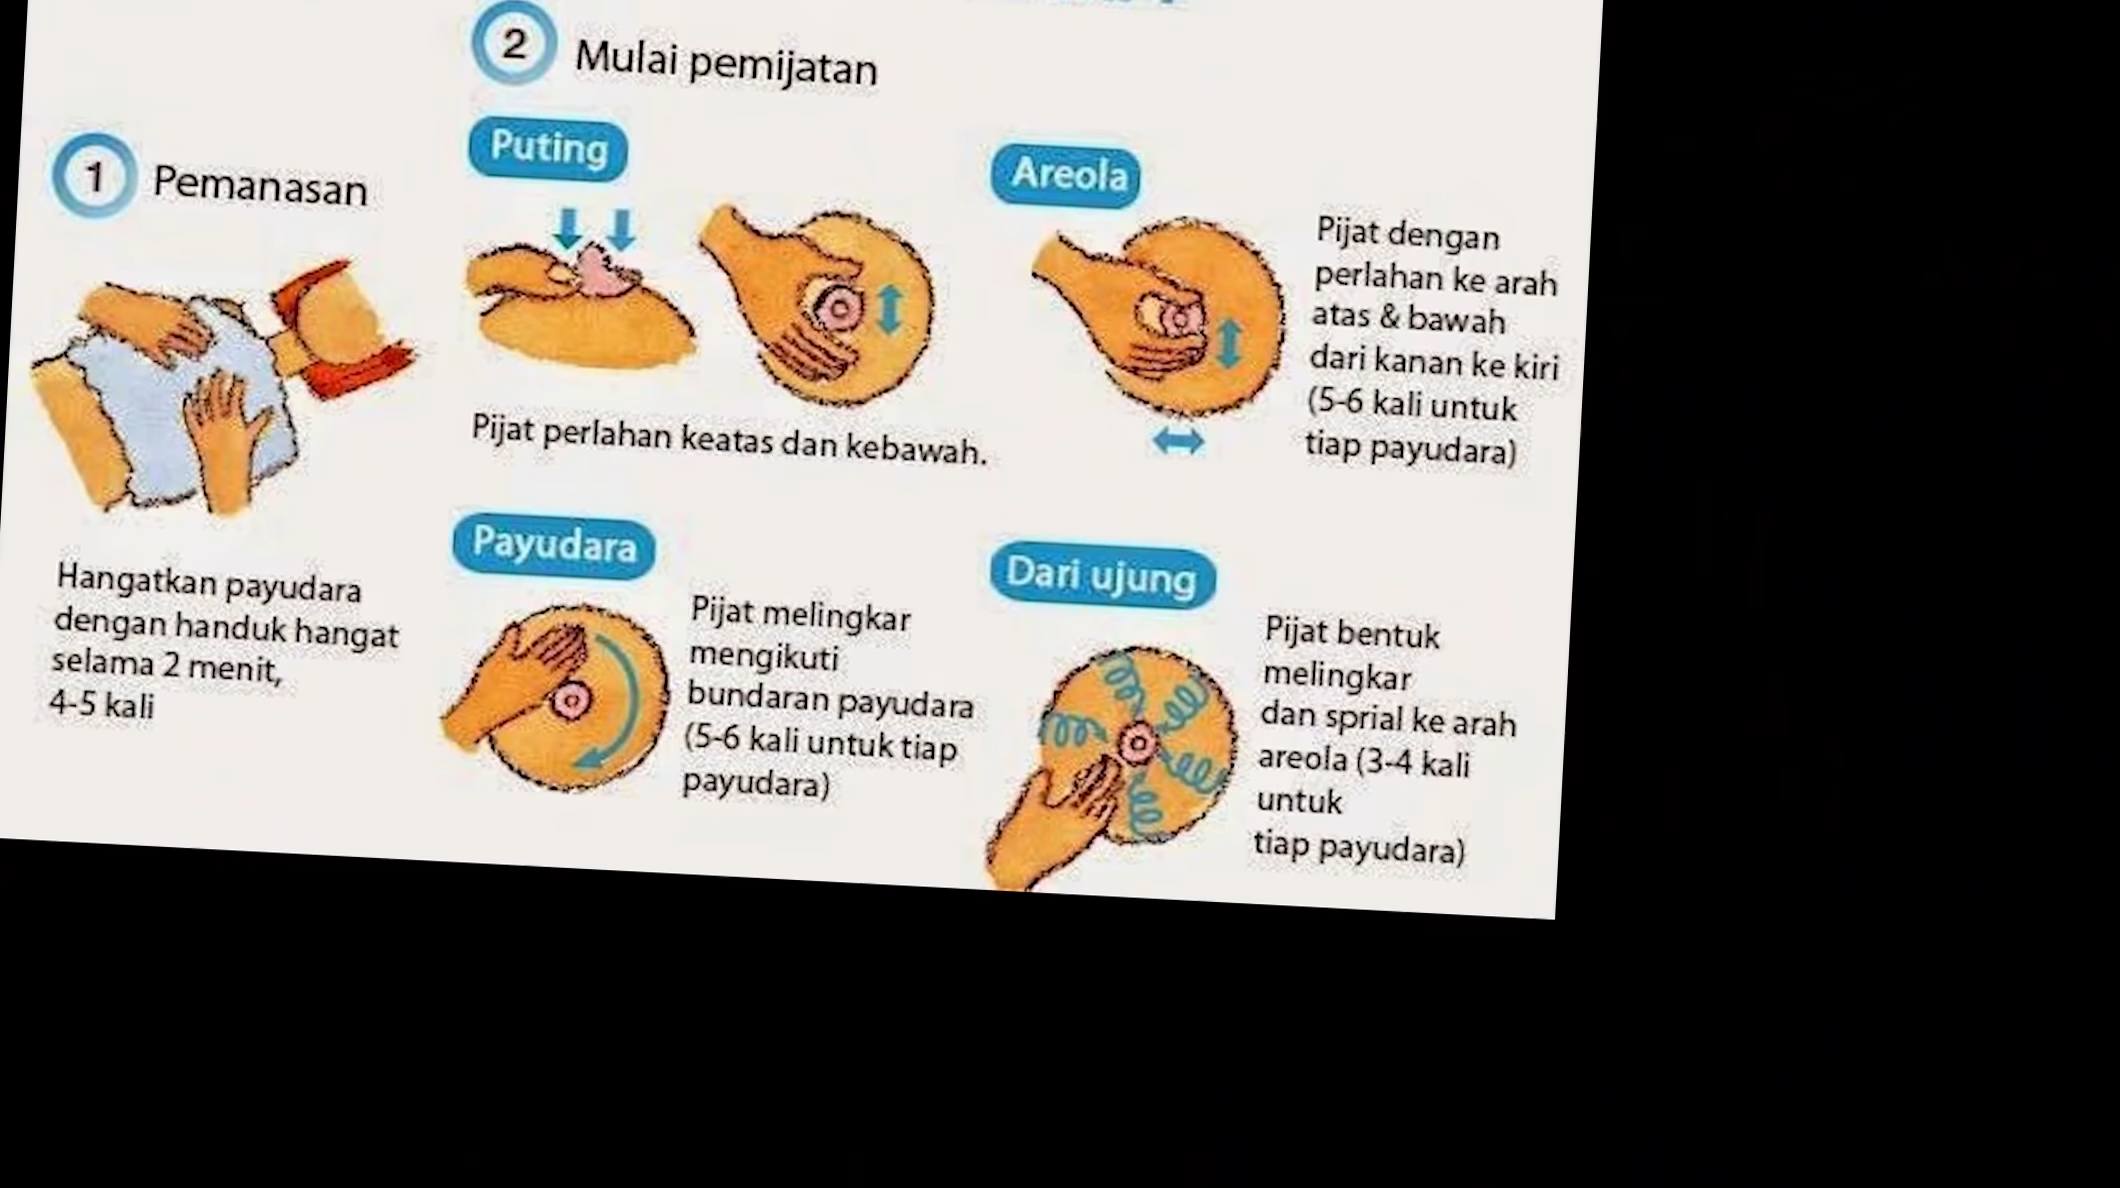 1
Pemanasan
Hangatkan payudara
dengan handuk hangat
selama 2 menit,
4-5 kali
2
Mulai pemijatan
Puting
Pijat perlahan keatas dan kebawah.
Areola
Pijat dengan
perlahan ke arah
atas & bawah
dari kanan ke kiri
(5-6 kali untuk
tiap payudara)
Payudara
Pijat melingkar
mengikuti
bundaran payudara
(5-6 kali untuk tiap
payudara)
Dari ujung
Pijat bentuk
melingkar
dan sprial ke arah
areola (3-4 kali
untuk
tiap payudara)